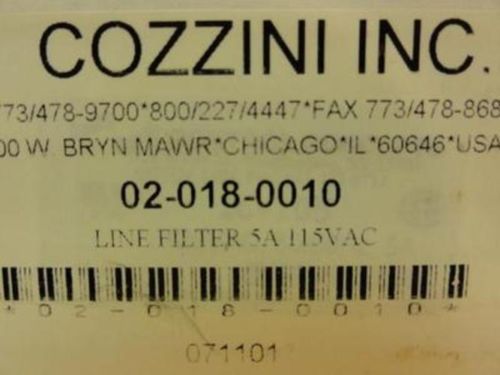 COZZINI INC.
773/478-9700*800/227/4447*FAX 773/478-868
00 W. BRYN MAWR*CHICAGO*IL*60646*USA
02-018-0010
LINE FILTER 5A 115VAC
*02-018-0010*
071101